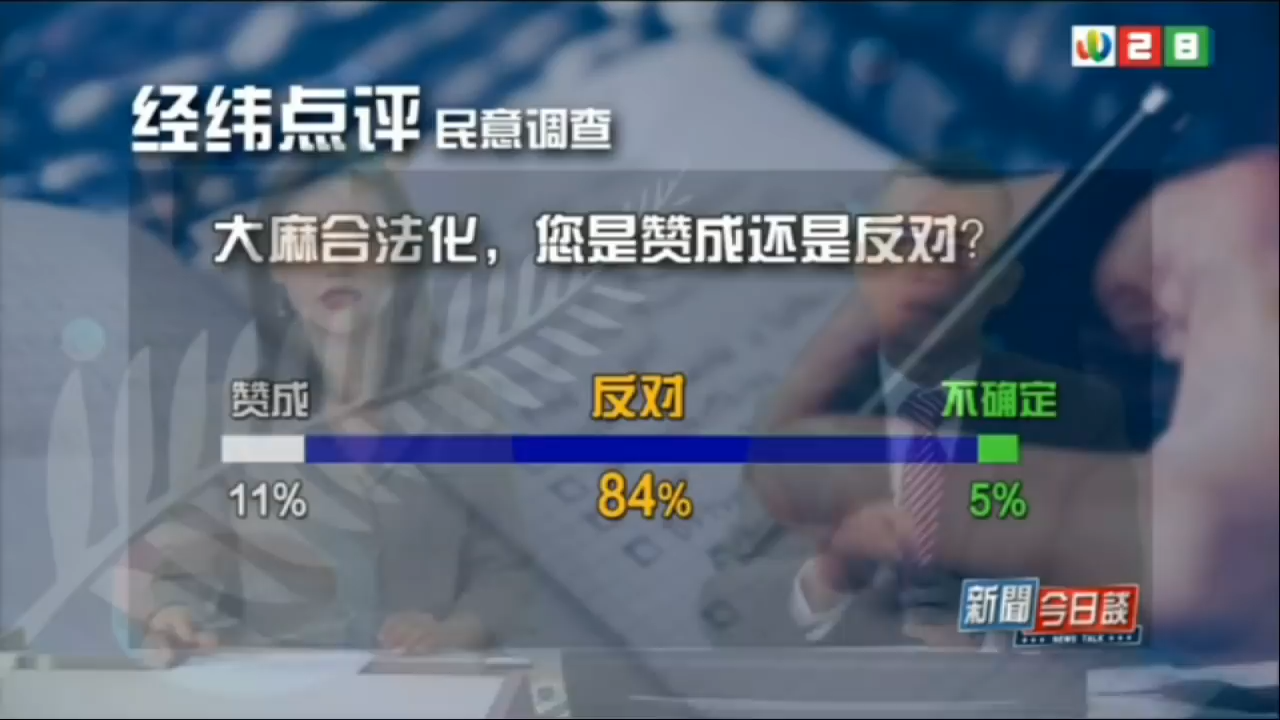 28
经纬点评 民意调查
大麻合法化，您是赞成还是反对?
赞成 反对 不确定
11% 84% 5%
新聞 今日談
NEWS TALK